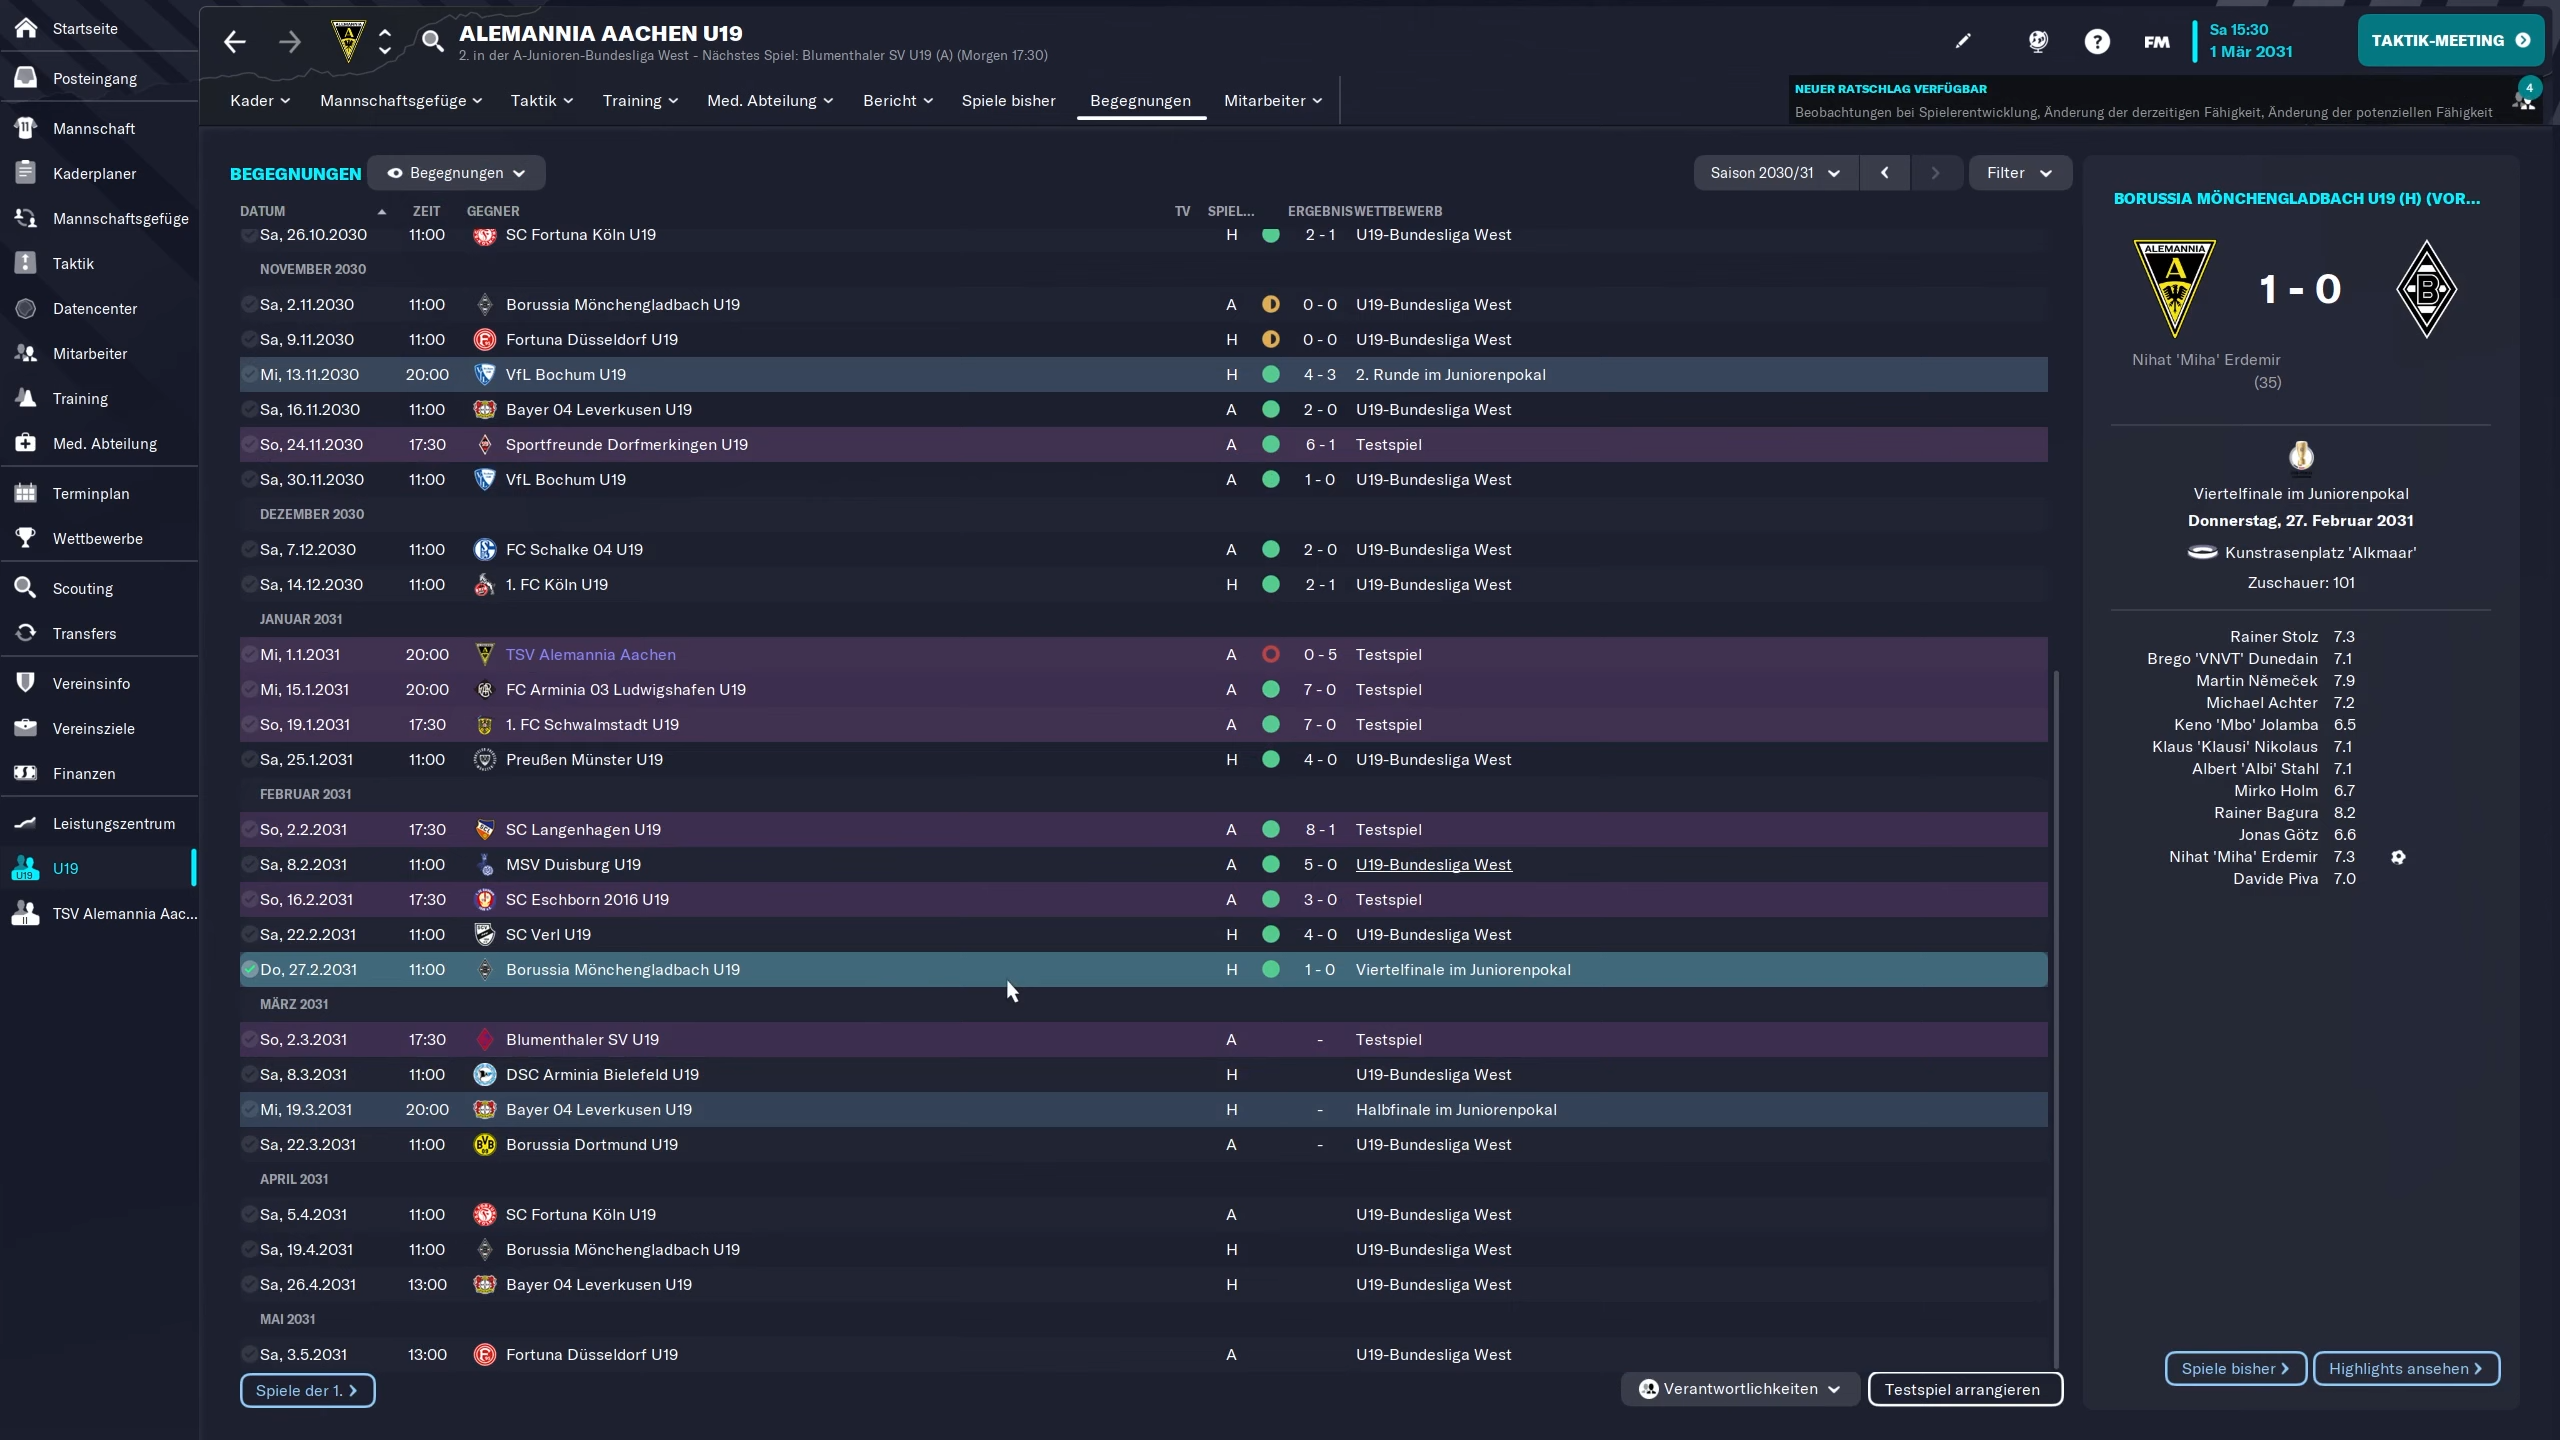 Startseite
Posteingang
Mannschaft
Kaderplaner
Mannschaftsgefüge
Taktik
Datencenter
Mitarbeiter
Training
Med. Abteilung
Terminplan
Wettbewerbe
Scouting
Transfers
Vereinsinfo
Vereinsziele
Finanzen
Leistungszentrum
U19
TSV Alemannia Aac...
ALEMANNIA AACHEN U19
2. in der A-Junioren-Bundesliga West - Nächstes Spiel: Blumenthaler SV U19 (A) (Morgen 17:30)
FM
Sa 15:30
1 Mär 2031
TAKTIK-MEETING
Kader Mannschaftsgefüge Taktik Training Med. Abteilung Bericht Spiele bisher Begegnungen Mitarbeiter
NEUER RATSCHLAG VERFÜGBAR
Beobachtungen bei Spielerentwicklung, Änderung der derzeitigen Fähigkeit, Änderung der potenziellen Fähigkeit
4
BEGEGNUNGEN Begegnungen Saison 2030/31 Filter
DATUM ZEIT GEGNER TV SPIEL... ERGEBNIS WETTBEWERB
Sa, 26.10.2030 11:00 SC Fortuna Köln U19 H 2 - 1 U19-Bundesliga West
NOVEMBER 2030
Sa, 2.11.2030 11:00 Borussia Mönchengladbach U19 A 0 - 0 U19-Bundesliga West
Sa, 9.11.2030 11:00 Fortuna Düsseldorf U19 H 0 - 0 U19-Bundesliga West
Mi, 13.11.2030 20:00 VfL Bochum U19 H 4 - 3 2. Runde im Juniorenpokal
Sa, 16.11.2030 11:00 Bayer 04 Leverkusen U19 A 2 - 0 U19-Bundesliga West
So, 24.11.2030 17:30 Sportfreunde Dorfmerkingen U19 A 6 - 1 Testspiel
Sa, 30.11.2030 11:00 VfL Bochum U19 A 1 - 0 U19-Bundesliga West
DEZEMBER 2030
Sa, 7.12.2030 11:00 FC Schalke 04 U19 A 2 - 0 U19-Bundesliga West
Sa, 14.12.2030 11:00 1. FC Köln U19 H 2 - 1 U19-Bundesliga West
JANUAR 2031
Mi, 1.1.2031 20:00 TSV Alemannia Aachen A 0 - 5 Testspiel
Mi, 15.1.2031 20:00 FC Arminia 03 Ludwigshafen U19 A 7 - 0 Testspiel
So, 19.1.2031 17:30 1. FC Schwalmstadt U19 A 7 - 0 Testspiel
Sa, 25.1.2031 11:00 Preußen Münster U19 H 4 - 0 U19-Bundesliga West
FEBRUAR 2031
So, 2.2.2031 17:30 SC Langenhagen U19 A 8 - 1 Testspiel
Sa, 8.2.2031 11:00 MSV Duisburg U19 A 5 - 0 U19-Bundesliga West
So, 16.2.2031 17:30 SC Eschborn 2016 U19 A 3 - 0 Testspiel
Sa, 22.2.2031 11:00 SC Verl U19 H 4 - 0 U19-Bundesliga West
Do, 27.2.2031 11:00 Borussia Mönchengladbach U19 H 1 - 0 Viertelfinale im Juniorenpokal
MÄRZ 2031
So, 2.3.2031 17:30 Blumenthaler SV U19 A - Testspiel
Sa, 8.3.2031 11:00 DSC Arminia Bielefeld U19 H U19-Bundesliga West
Mi, 19.3.2031 20:00 Bayer 04 Leverkusen U19 H - Halbfinale im Juniorenpokal
Sa, 22.3.2031 11:00 Borussia Dortmund U19 A - U19-Bundesliga West
APRIL 2031
Sa, 5.4.2031 11:00 SC Fortuna Köln U19 A U19-Bundesliga West
Sa, 19.4.2031 11:00 Borussia Mönchengladbach U19 H U19-Bundesliga West
Sa, 26.4.2031 13:00 Bayer 04 Leverkusen U19 H U19-Bundesliga West
MAI 2031
Sa, 3.5.2031 13:00 Fortuna Düsseldorf U19 A U19-Bundesliga West
Spiele der 1. Verantwortlichkeiten Testspiel arrangieren
BORUSSIA MÖNCHENGLADBACH U19 (H) (VOR...
ALEMANNIA
A
1 - 0
B
Nihat 'Miha' Erdemir
(35)
Viertelfinale im Juniorenpokal
Donnerstag, 27. Februar 2031
Kunstrasenplatz 'Alkmaar'
Zuschauer: 101
Rainer Stolz 7.3
Brego 'VNVT' Dunedain 7.1
Martin Němeček 7.9
Michael Achter 7.2
Keno 'Mbo' Jolamba 6.5
Klaus 'Klausi' Nikolaus 7.1
Albert 'Albi' Stahl 7.1
Mirko Holm 6.7
Rainer Bagura 8.2
Jonas Götz 6.6
Nihat 'Miha' Erdemir 7.3
Davide Piva 7.0
Spiele bisher Highlights ansehen